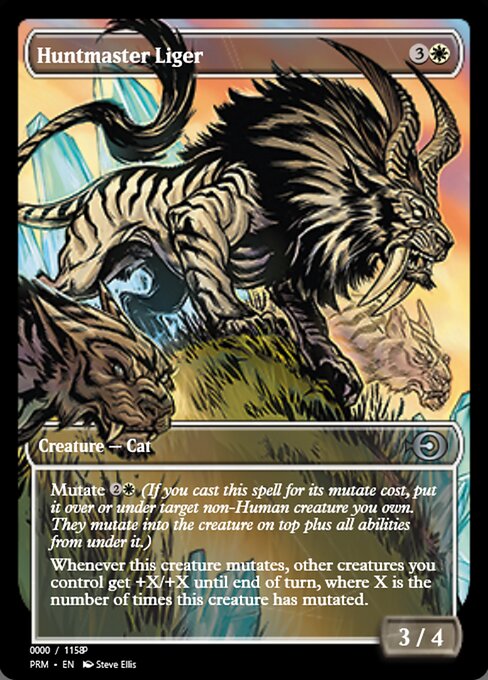 Huntmaster Liger 3
Creature — Cat
Mutate 2 (If you cast this spell for its mutate cost, put
it over or under target non-Human creature you own.
They mutate into the creature on top plus all abilities
from under it.)
Whenever this creature mutates, other creatures you
control get +X/+X until end of turn, where X is the
number of times this creature has mutated.
3 / 4
0000 / 1158P
PRM • EN Steve Ellis